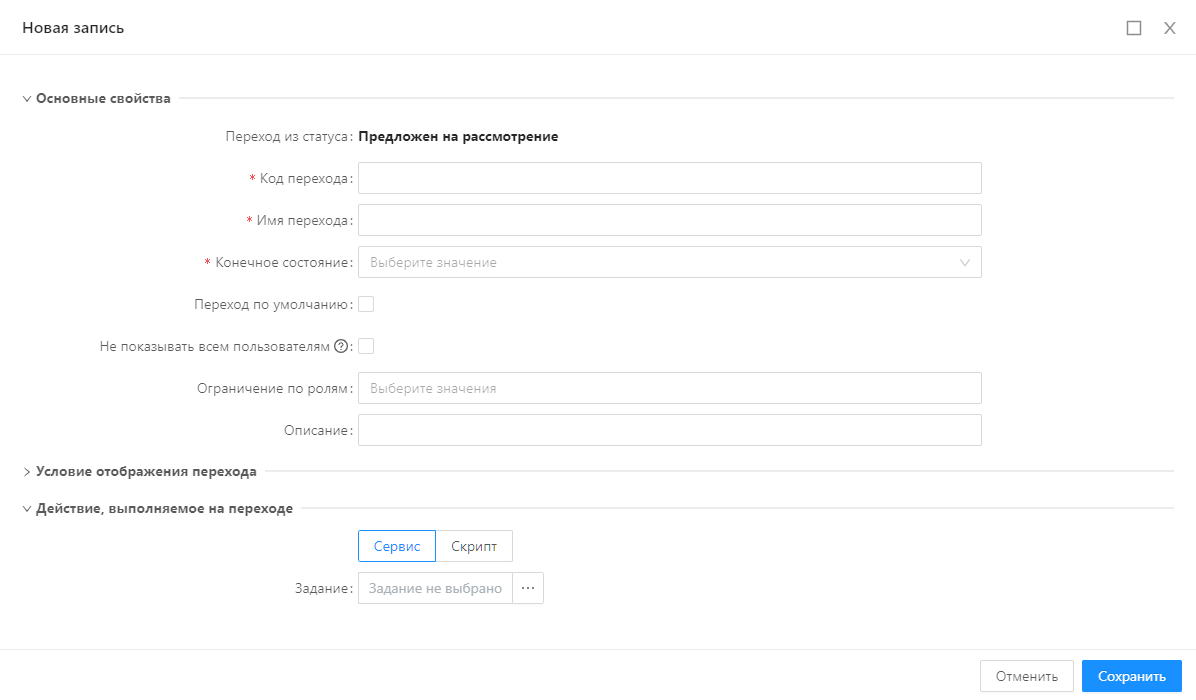 Новая запись
Основные свойства
Переход из статуса: Предложен на рассмотрение
* Код перехода:
* Имя перехода:
* Конечное состояние: Выберите значение
Переход по умолчанию:
Не показывать всем пользователям ?:
Ограничение по ролям: Выберите значения
Описание:
Условие отображения перехода
Действие, выполняемое на переходе
Сервис Скрипт
Задание: Задание не выбрано ...
Отменить Сохранить